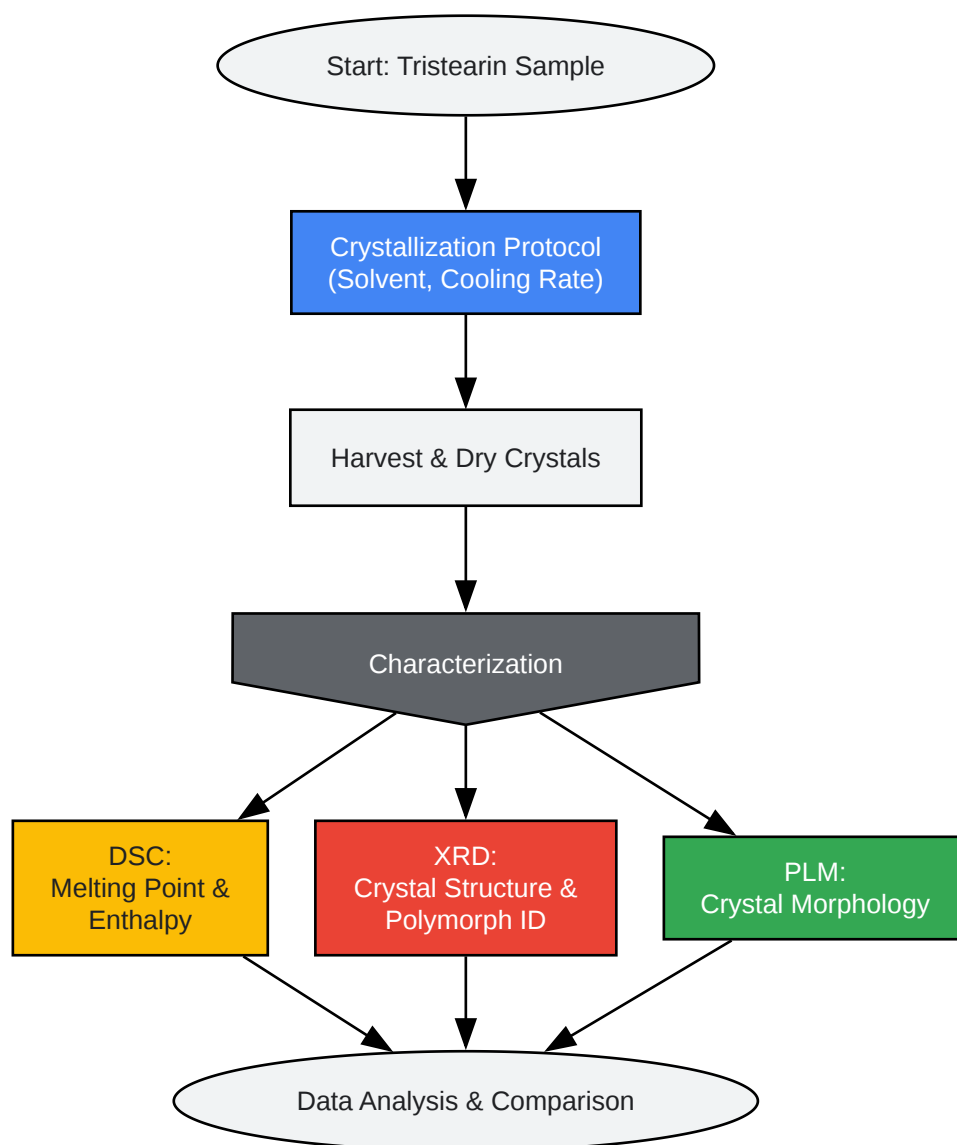 Start: Tristearin Sample
Crystallization Protocol
(Solvent, Cooling Rate)
Harvest & Dry Crystals
Characterization
DSC:
Melting Point &
Enthalpy
XRD:
Crystal Structure &
Polymorph ID
PLM:
Crystal Morphology
Data Analysis & Comparison